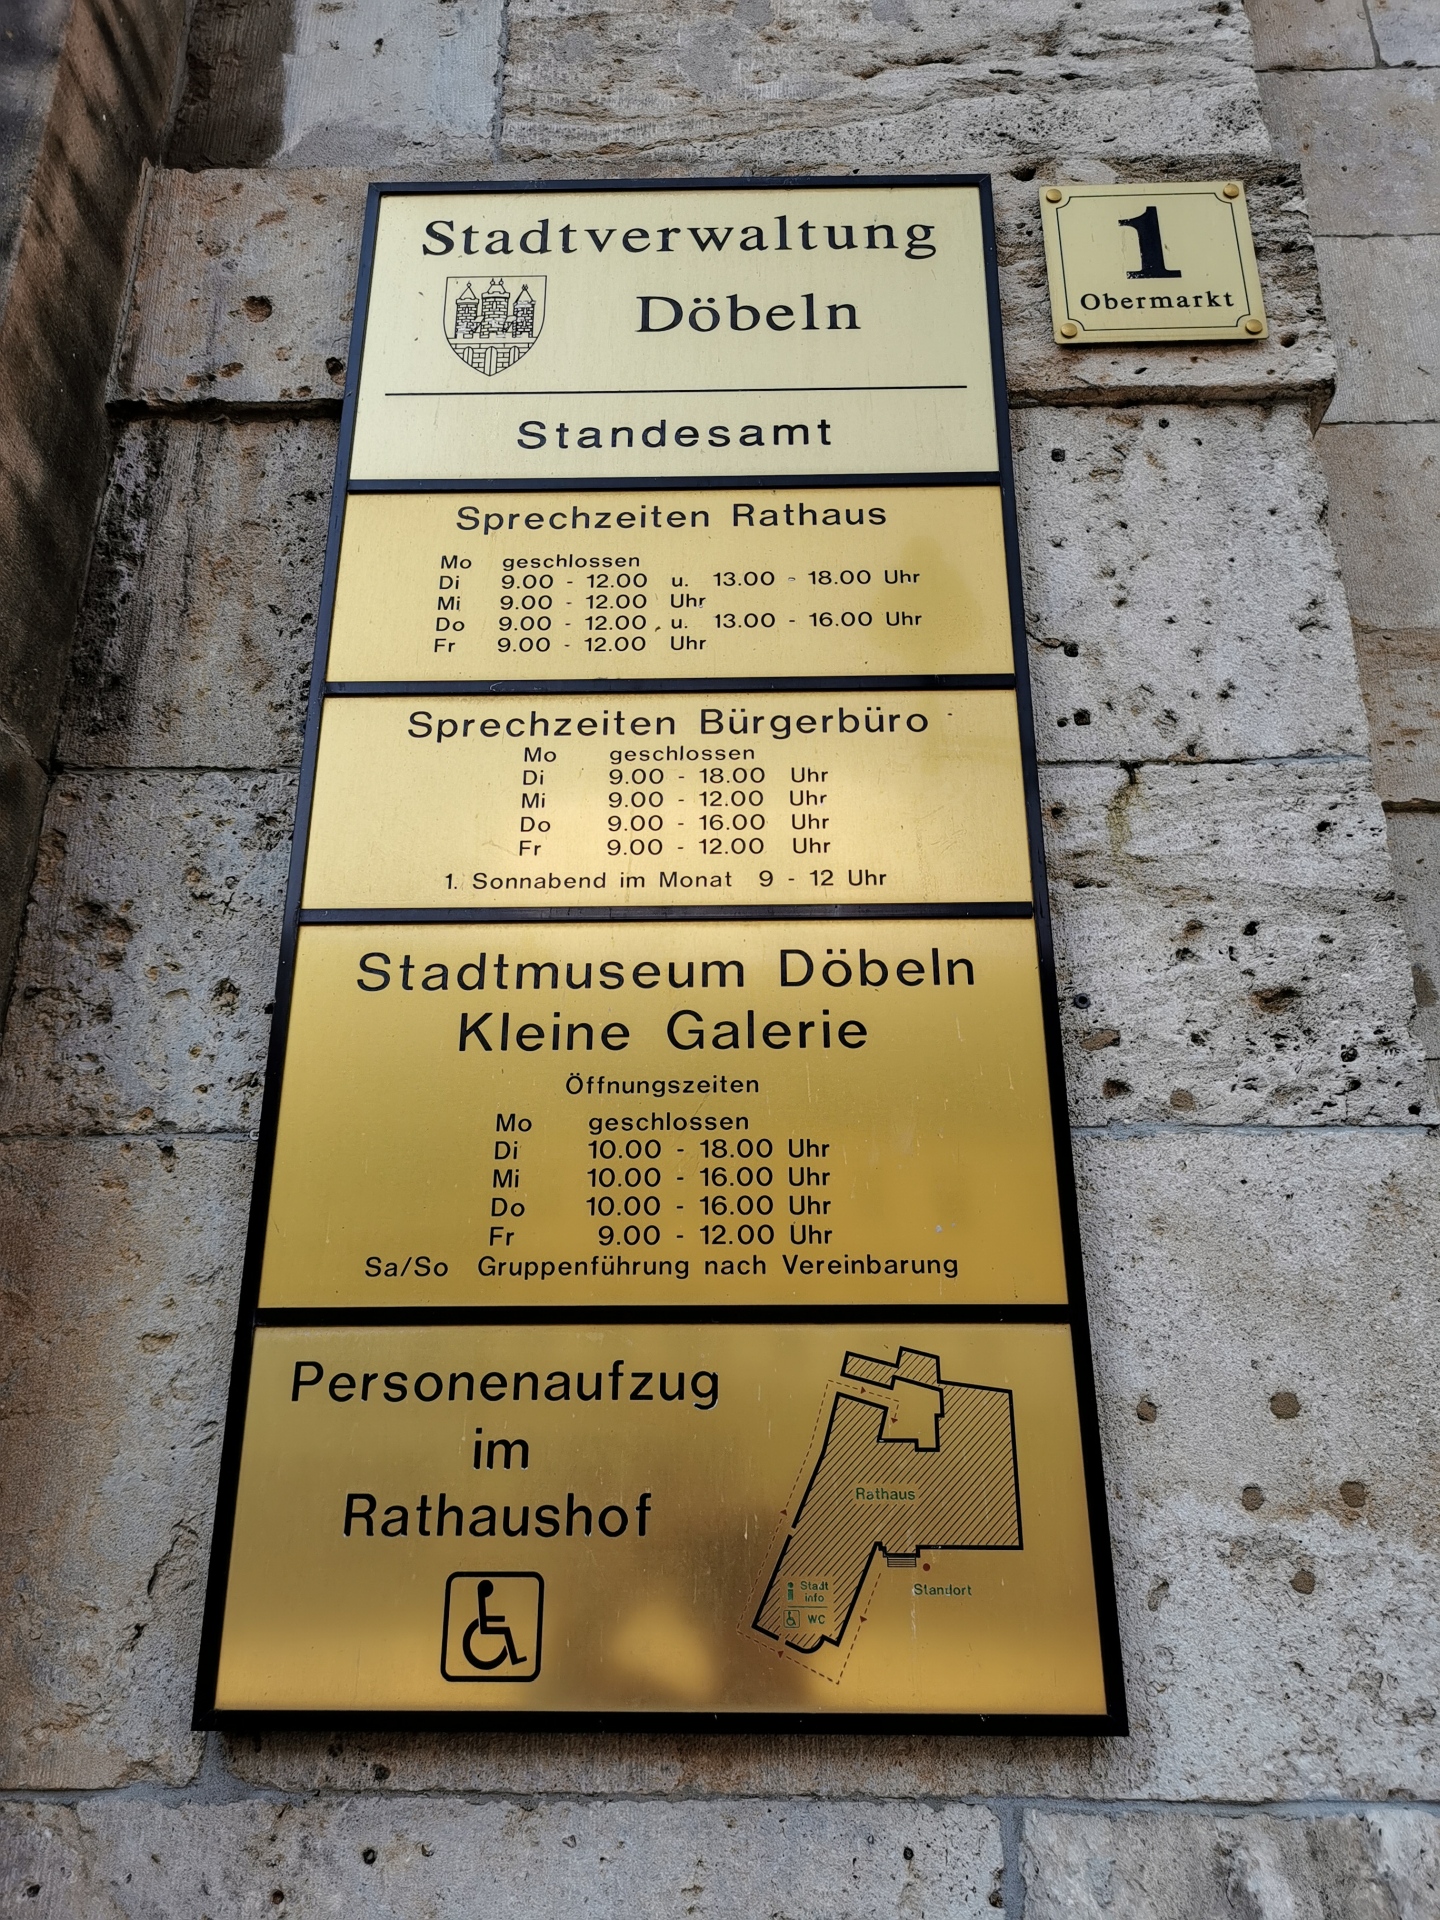 Stadtverwaltung
Döbeln
Standesamt
1
Obermarkt
Sprechzeiten Rathaus
Mo geschlossen
Di 9.00 - 12.00 u. 13.00 - 18.00 Uhr
Mi 9.00 - 12.00 Uhr
Do 9.00 - 12.00 u. 13.00 - 16.00 Uhr
Fr 9.00 - 12.00 Uhr
Sprechzeiten Bürgerbüro
Mo geschlossen
Di 9.00 - 18.00 Uhr
Mi 9.00 - 12.00 Uhr
Do 9.00 - 16.00 Uhr
Fr 9.00 - 12.00 Uhr
1. Sonnabend im Monat 9 - 12 Uhr
Stadtmuseum Döbeln
Kleine Galerie
Öffnungszeiten
Mo geschlossen
Di 10.00 - 18.00 Uhr
Mi 10.00 - 16.00 Uhr
Do 10.00 - 16.00 Uhr
Fr 9.00 - 12.00 Uhr
Sa/So Gruppenführung nach Vereinbarung
Personenaufzug
im
Rathaushof
Rathaus
Standort
i Stadt
info
WC